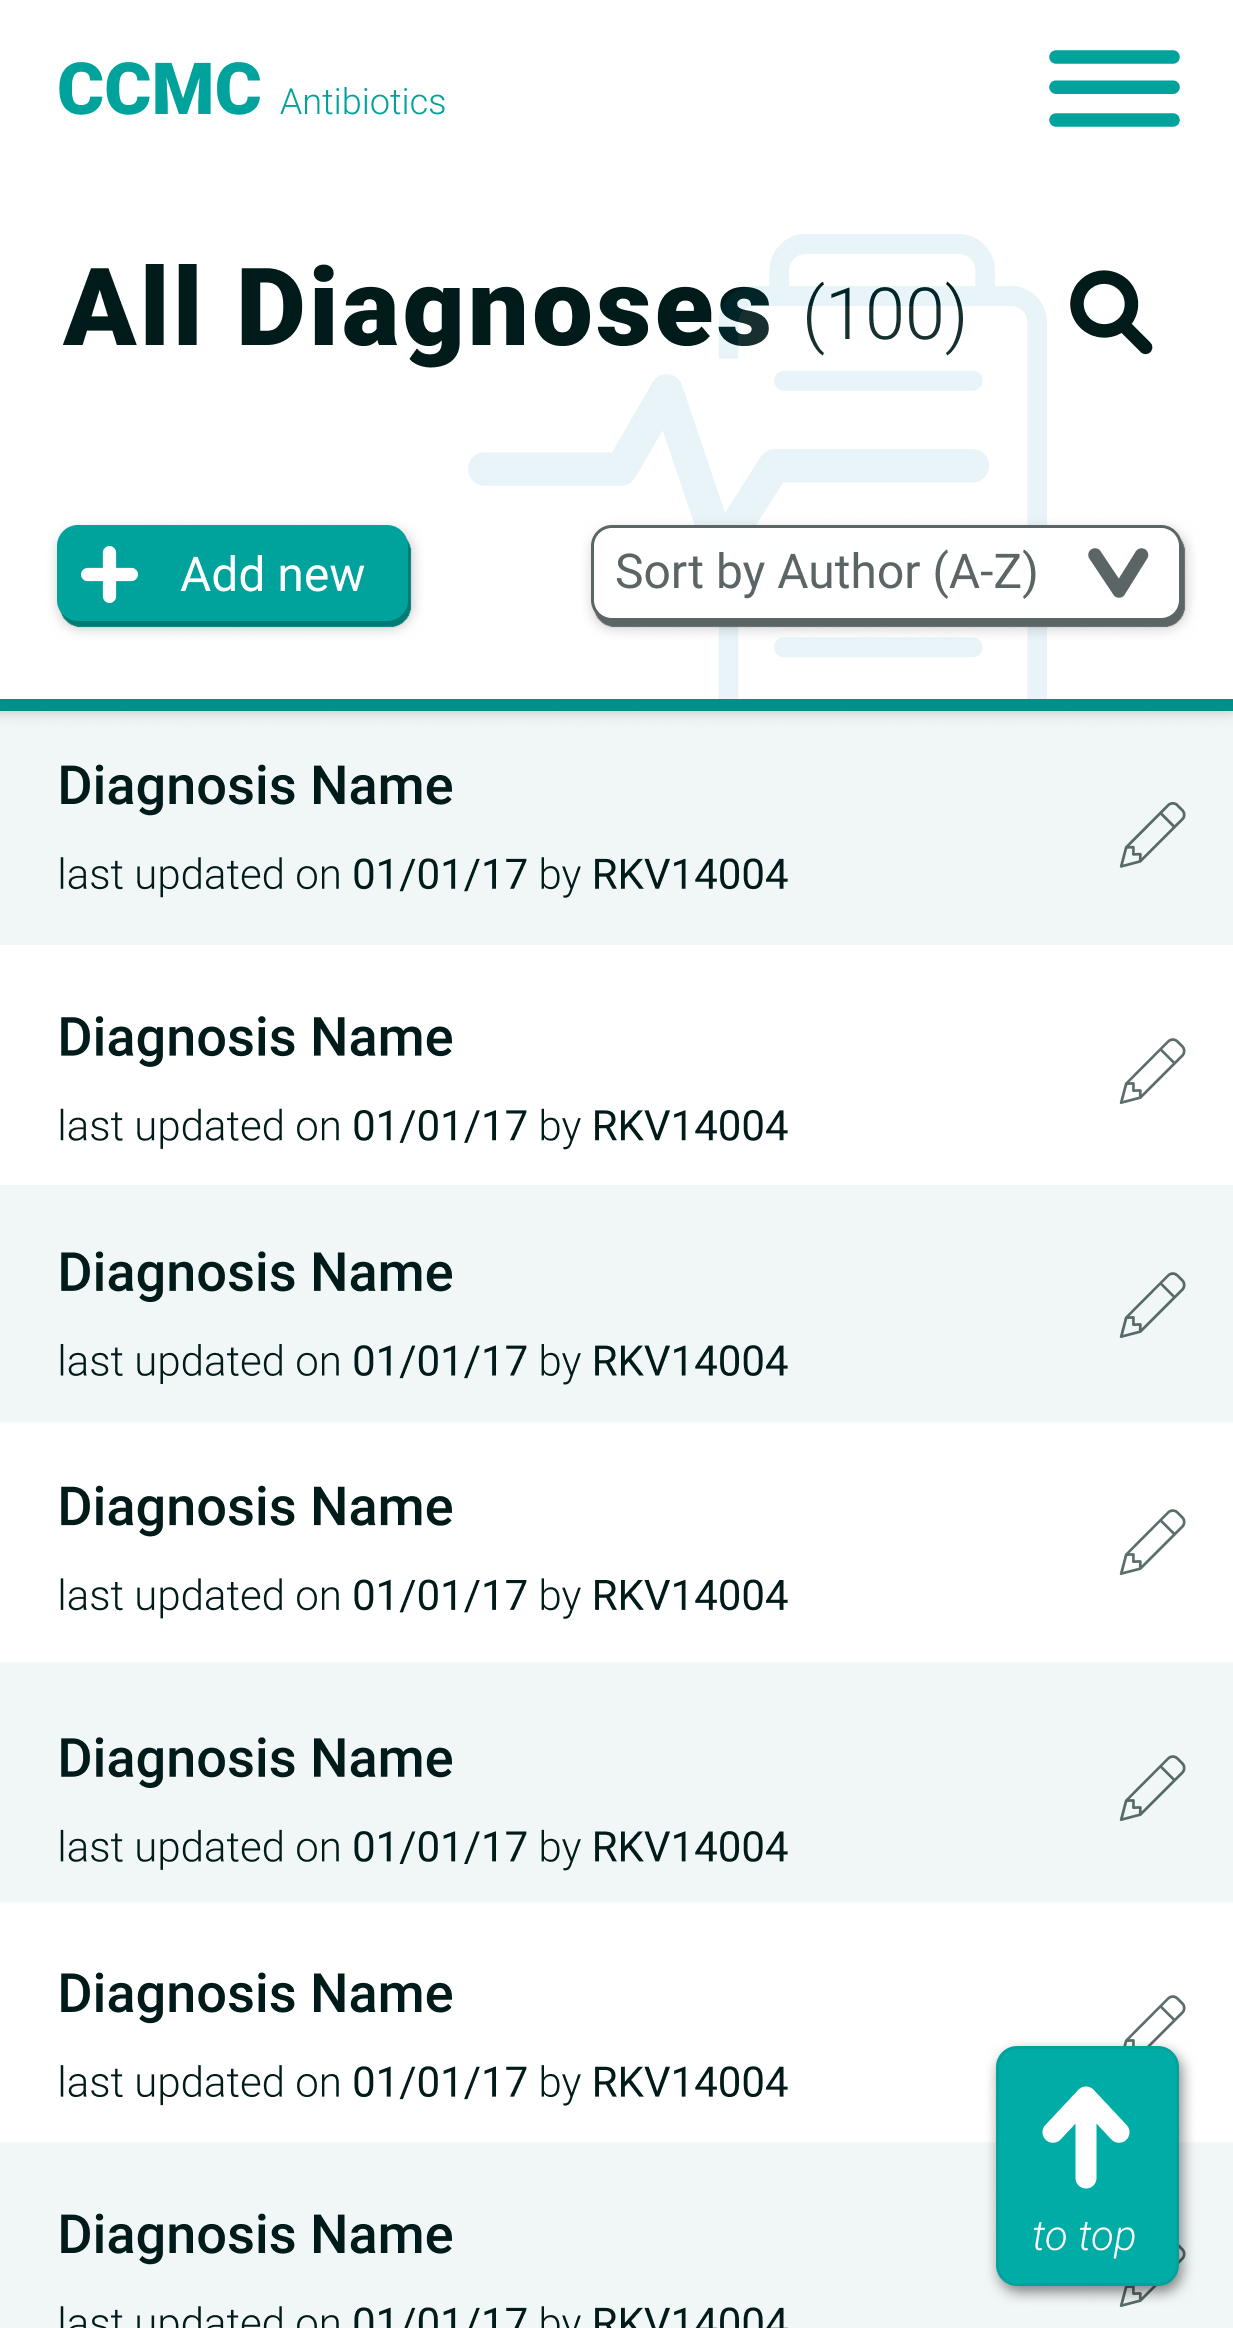 CCMC Antibiotics
All Diagnoses (100)
Add new
Sort by Author (A-Z)
Diagnosis Name
last updated on 01/01/17 by RKV14004
Diagnosis Name
last updated on 01/01/17 by RKV14004
Diagnosis Name
last updated on 01/01/17 by RKV14004
Diagnosis Name
last updated on 01/01/17 by RKV14004
Diagnosis Name
last updated on 01/01/17 by RKV14004
Diagnosis Name
last updated on 01/01/17 by RKV14004
Diagnosis Name
to top
last updated on 01/01/17 by RKV14004